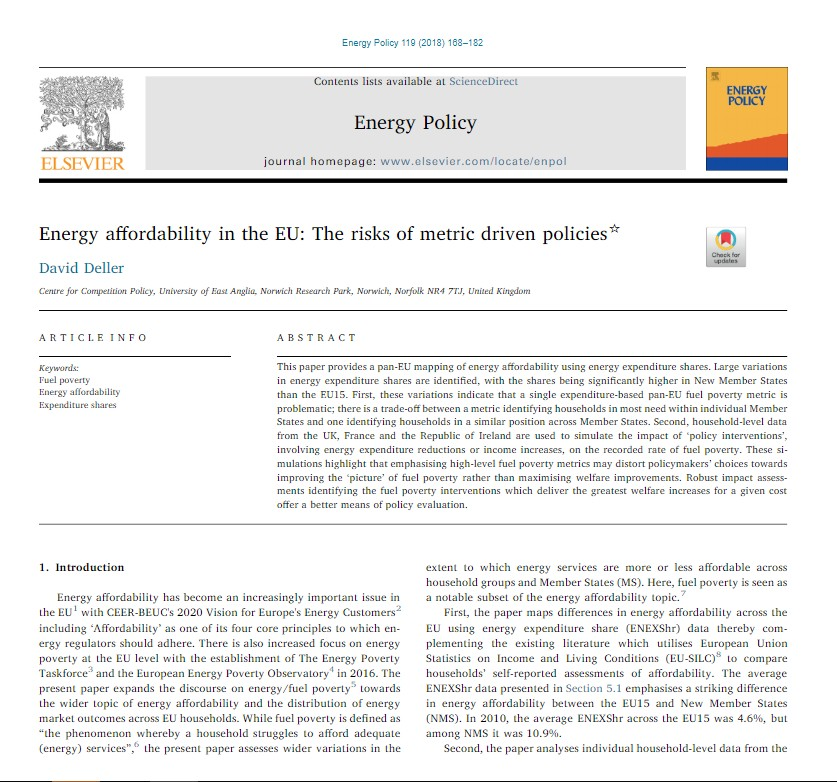 Energy Policy 119 (2018) 168–182
Contents lists available at ScienceDirect
Energy Policy
journal homepage: www.elsevier.com/locate/enpol
ELSEVIER
ENERGY
POLICY
Energy affordability in the EU: The risks of metric driven policies☆
Check for
updates
David Deller
Centre for Competition Policy, University of East Anglia, Norwich Research Park, Norwich, Norfolk NR4 7TJ, United Kingdom
ARTICLE INFO
Keywords:
Fuel poverty
Energy affordability
Expenditure shares
ABSTRACT
This paper provides a pan-EU mapping of energy affordability using energy expenditure shares. Large variations
in energy expenditure shares are identified, with the shares being significantly higher in New Member States
than the EU15. First, these variations indicate that a single expenditure-based pan-EU fuel poverty metric is
problematic; there is a trade-off between a metric identifying households in most need within individual Member
States and one identifying households in a similar position across Member States. Second, household-level data
from the UK, France and the Republic of Ireland are used to simulate the impact of 'policy interventions',
involving energy expenditure reductions or income increases, on the recorded rate of fuel poverty. These si-
mulations highlight that emphasising high-level fuel poverty metrics may distort policymakers' choices towards
improving the 'picture' of fuel poverty rather than maximising welfare improvements. Robust impact assess-
ments identifying the fuel poverty interventions which deliver the greatest welfare increases for a given cost
offer a better means of policy evaluation.
1. Introduction
Energy affordability has become an increasingly important issue in
the EU1 with CEER-BEUC's 2020 Vision for Europe's Energy Customers2
including 'Affordability' as one of its four core principles to which en-
ergy regulators should adhere. There is also increased focus on energy
poverty at the EU level with the establishment of The Energy Poverty
Taskforce3 and the European Energy Poverty Observatory4 in 2016. The
present paper expands the discourse on energy/fuel poverty5 towards
the wider topic of energy affordability and the distribution of energy
market outcomes across EU households. While fuel poverty is defined as
"the phenomenon whereby a household struggles to afford adequate
(energy) services",6 the present paper assesses wider variations in the
extent to which energy services are more or less affordable across
household groups and Member States (MS). Here, fuel poverty is seen as
a notable subset of the energy affordability topic.7
First, the paper maps differences in energy affordability across the
EU using energy expenditure share (ENEXShr) data thereby com-
plementing the existing literature which utilises European Union
Statistics on Income and Living Conditions (EU-SILC)8 to compare
households' self-reported assessments of affordability. The average
ENEXShr data presented in Section 5.1 emphasises a striking difference
in energy affordability between the EU15 and New Member States
(NMS). In 2010, the average ENEXShr across the EU15 was 4.6%, but
among NMS it was 10.9%.
Second, the paper analyses individual household-level data from the